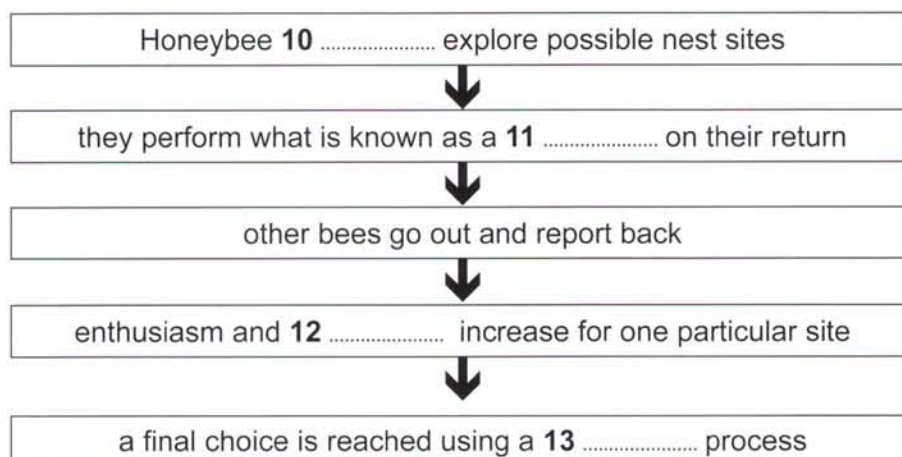 Honeybee 10 .................... explore possible nest sites
they perform what is known as a 11 .................... on their return
other bees go out and report back
enthusiasm and 12 .................... increase for one particular site
a final choice is reached using a 13 .................... process